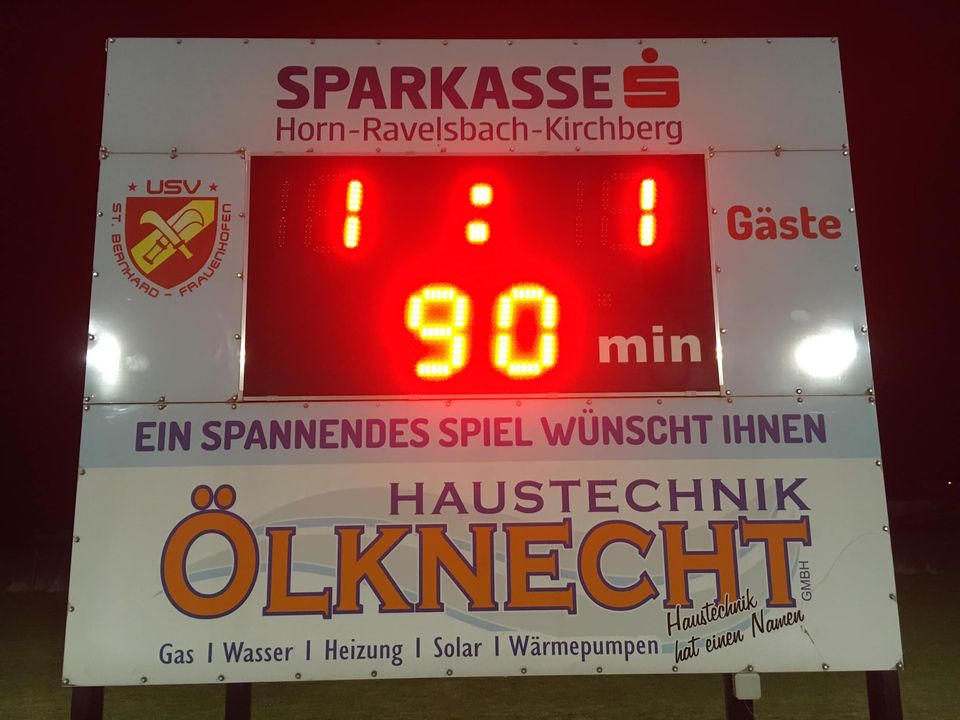 SPARKASSE
Horn-Ravelsbach-Kirchberg
USV
ST. BERNHARD - FRAUENHOFEN
1 : 1
Gäste
90 min
EIN SPANNENDES SPIEL WÜNSCHT IHNEN
HAUSTECHNIK
ÖLKNECHT
GMBH
Haustechnik
hat einen Namen
Gas I Wasser I Heizung I Solar I Wärmepumpen